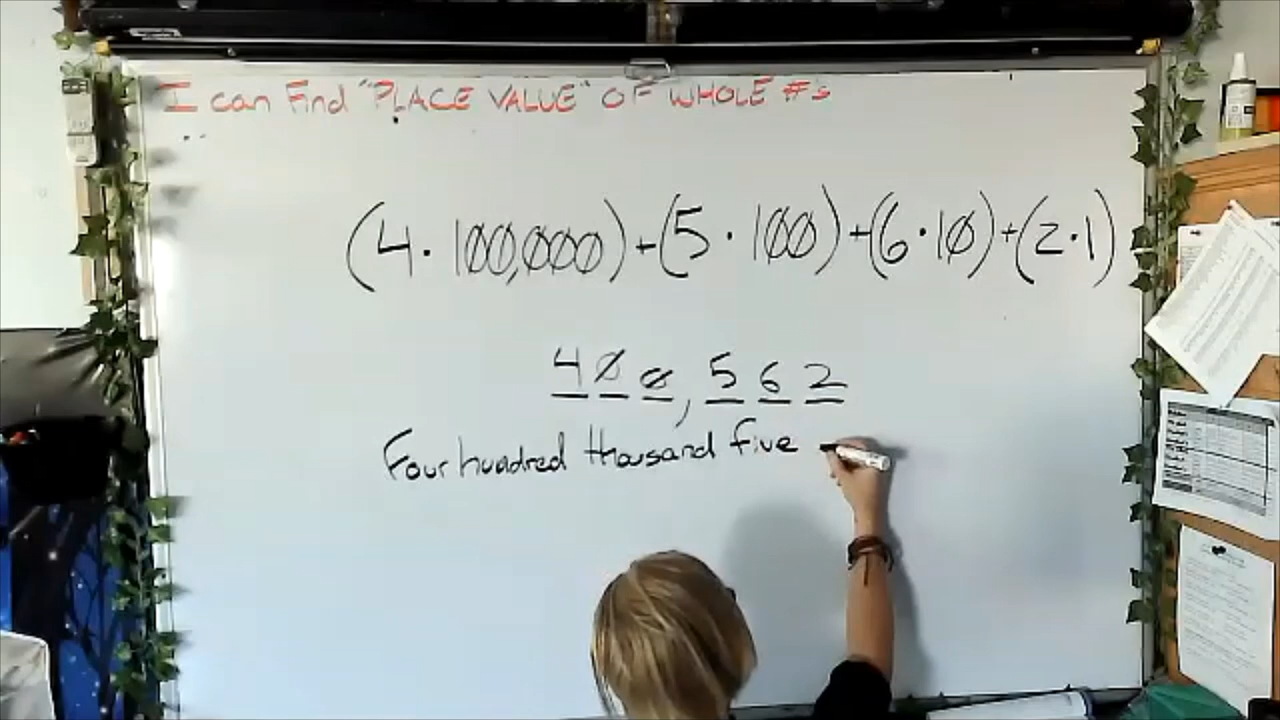 I can Find "PLACE VALUE" OF WHOLE #s
(4 · 100,000) + (5 · 100) + (6 · 10) + (2 · 1)
4 0 0, 5 6 2
Four hundred thousand five